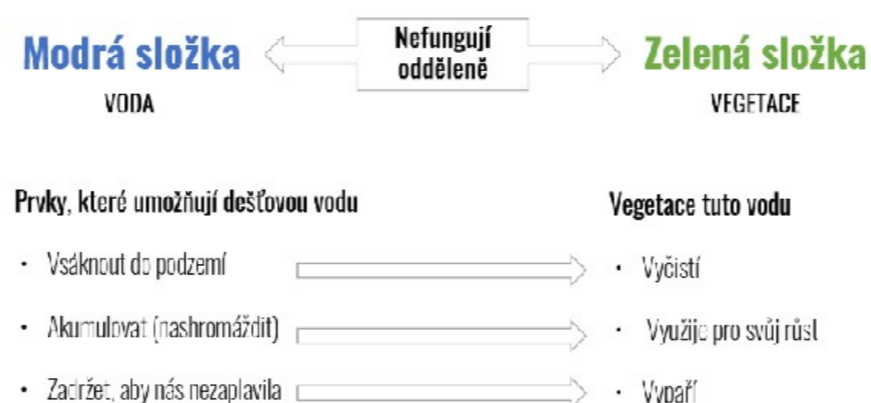 Modrá složka
Nefungují
odděleně
Zelená složka
VODA
VEGETACE
Prvky, které umožňují dešťovou vodu
Vegetace tuto vodu
• Vsáknout do podzemí
• Vyčistí
• Akumulovat (nashromáždit)
• Využije pro svůj růst
• Zadržet, aby nás nezaplavila
• Vypaří